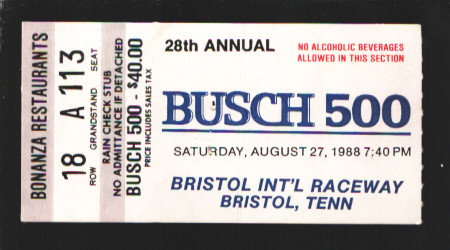 BONANZA RESTAURANTS
18 A 113
ROW GRANDSTAND SEAT
RAIN CHECK STUB
NO ADMITTANCE IF DETACHED
BUSCH 500 - $40.00
PRICE INCLUDES SALES TAX
28th ANNUAL
NO ALCOHOLIC BEVERAGES
ALLOWED IN THIS SECTION
BUSCH 500
SATURDAY, AUGUST 27, 1988 7:40 PM
BRISTOL INT'L RACEWAY
BRISTOL, TENN